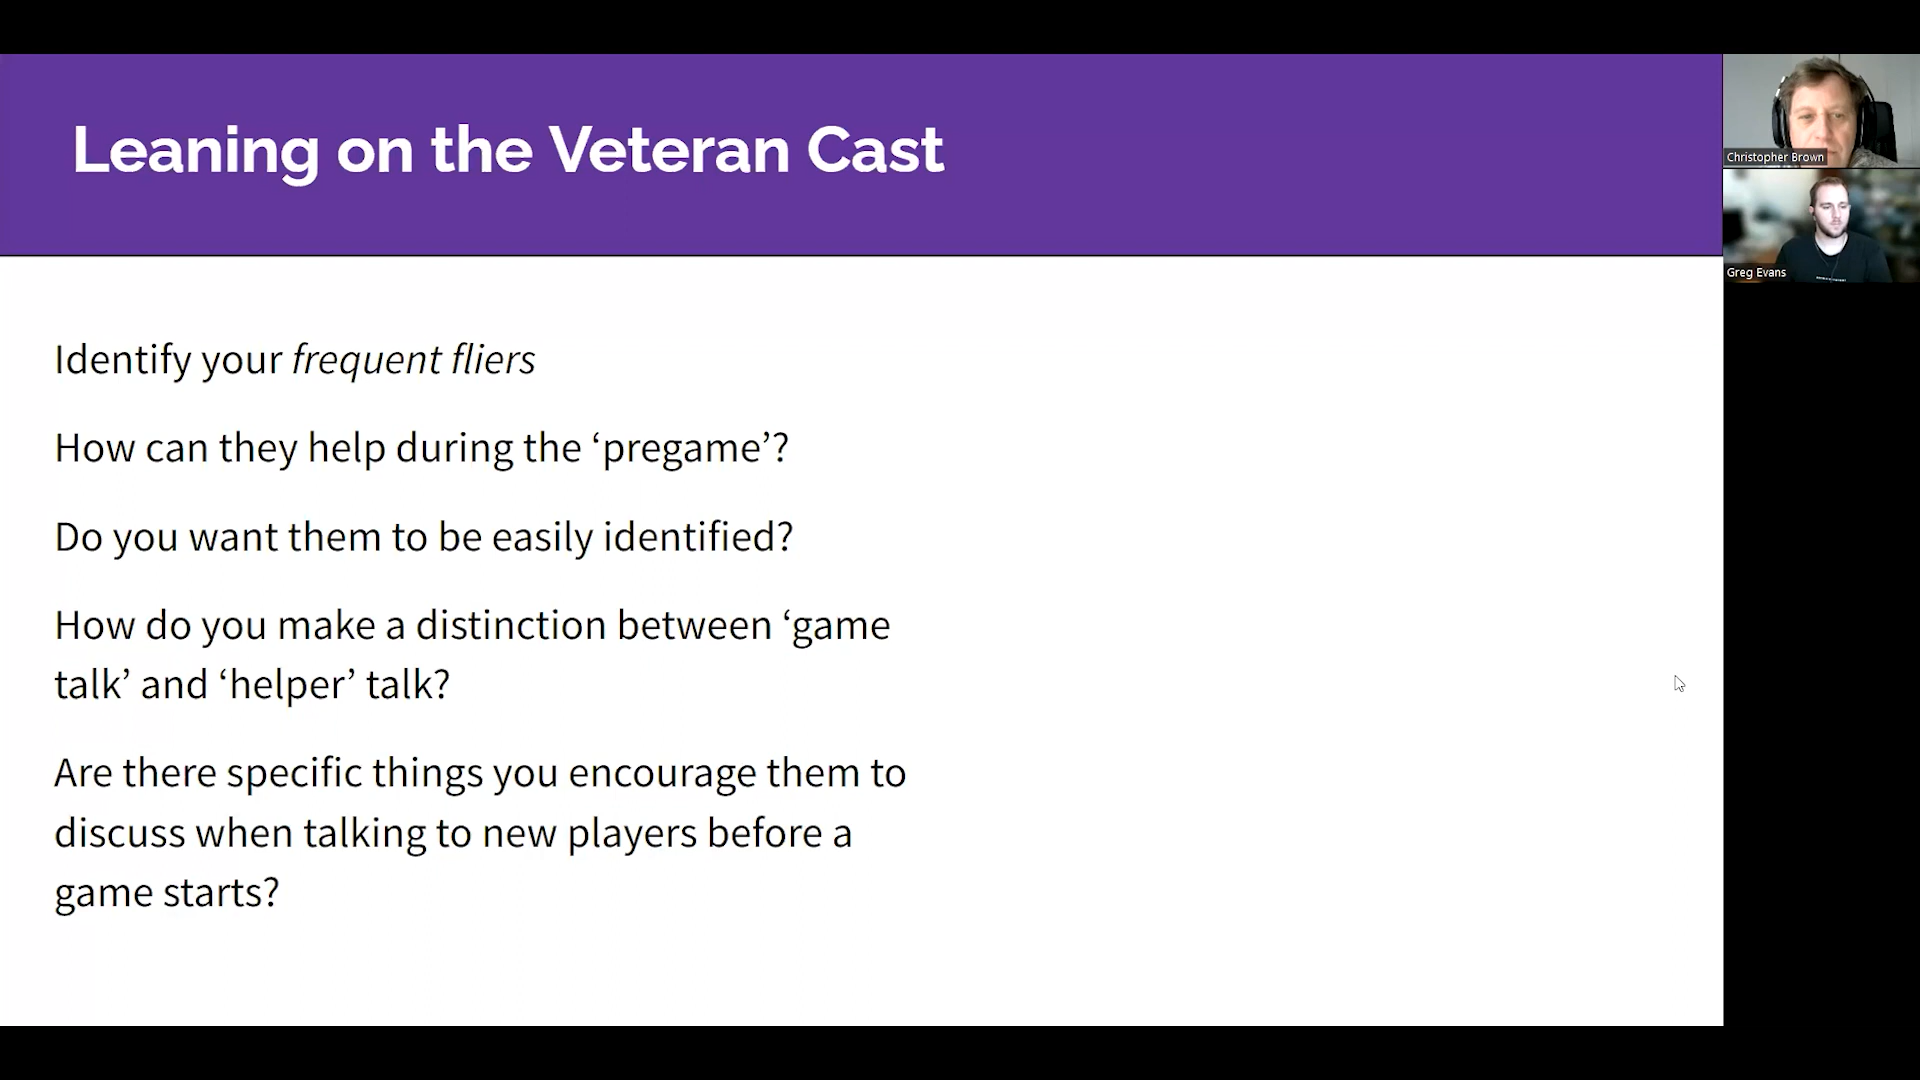 Leaning on the Veteran Cast
Christopher Brown
Greg Evans
Identify your frequent fliers
How can they help during the ‘pregame’?
Do you want them to be easily identified?
How do you make a distinction between ‘game
talk’ and ‘helper’ talk?
Are there specific things you encourage them to
discuss when talking to new players before a
game starts?